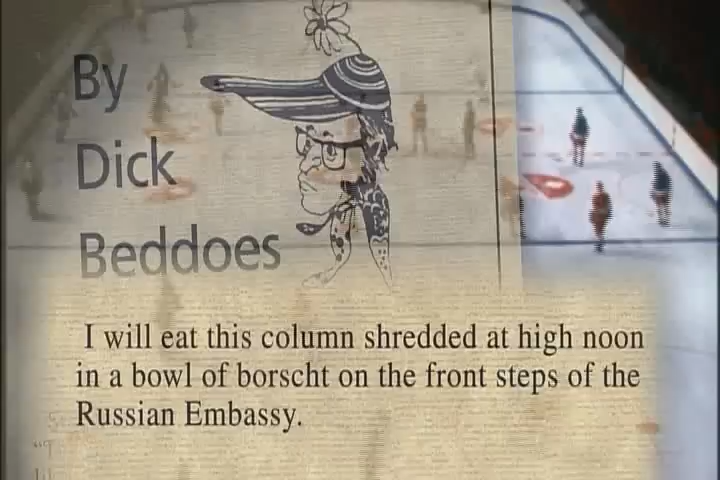 By
Dick
Beddoes
I will eat this column shredded at high noon
in a bowl of borscht on the front steps of the
Russian Embassy.